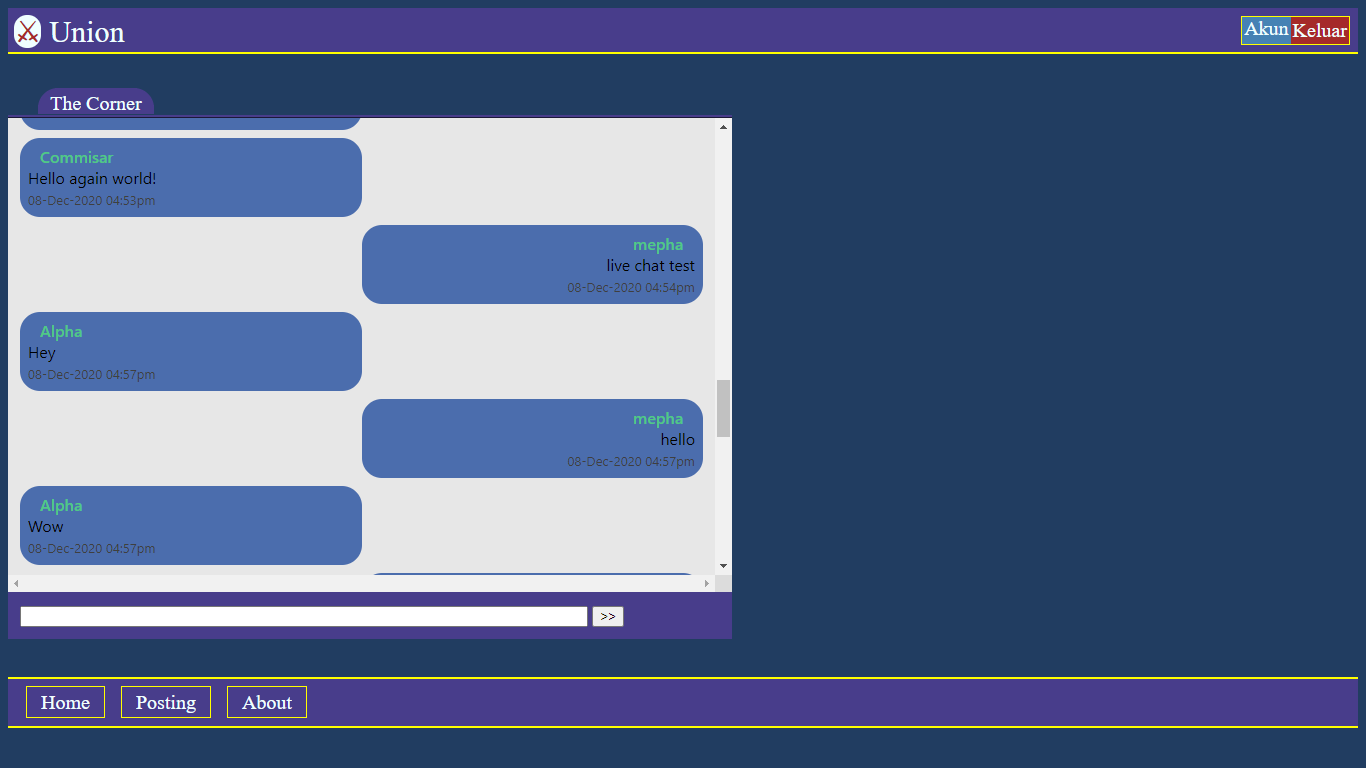 Union
Akun Keluar
The Corner
Commisar
Hello again world!
08-Dec-2020 04:53pm
mepha
live chat test
08-Dec-2020 04:54pm
Alpha
Hey
08-Dec-2020 04:57pm
mepha
hello
08-Dec-2020 04:57pm
Alpha
Wow
08-Dec-2020 04:57pm
>>
Home Posting About